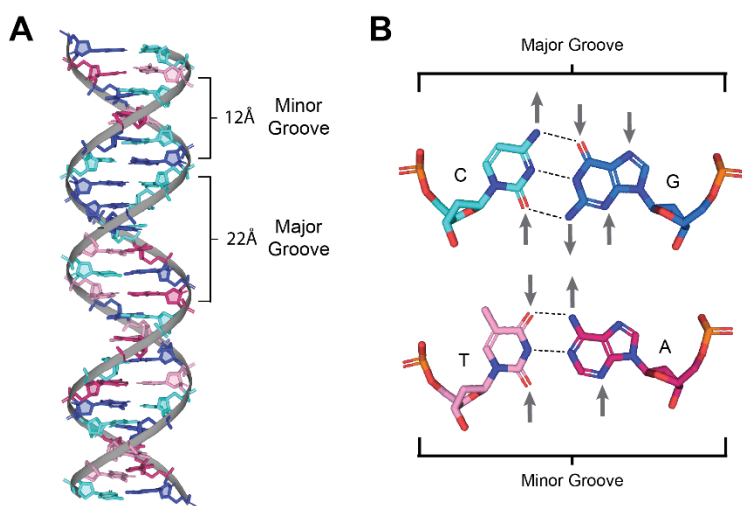 A
12Å
Minor
Groove
22Å
Major
Groove
B
Major Groove
C
G
T
A
Minor Groove